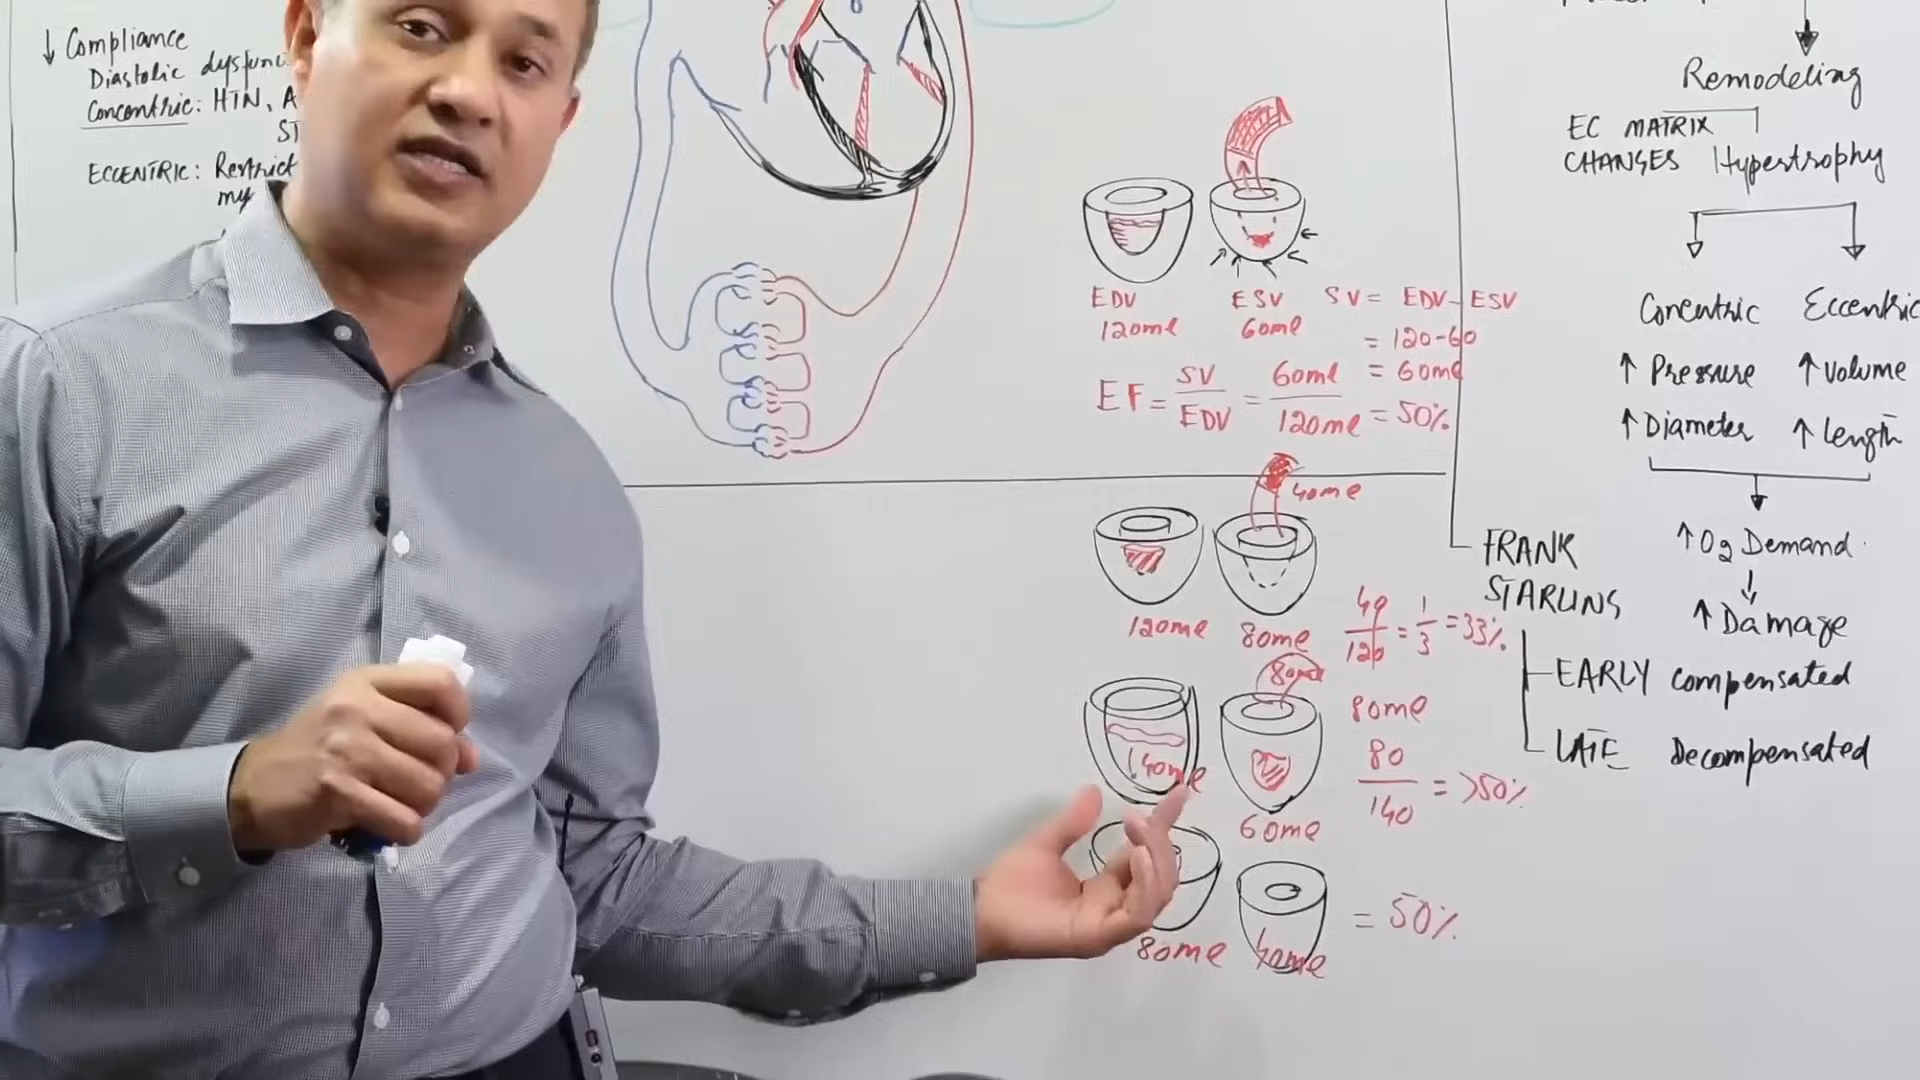 ↓ Compliance
Diastolic dysfunc
Concentric: HTN, A
ST
ECCENTRIC: Restrict
my
EDV
120ml
ESV
60ml
SV = EDV - ESV
= 120-60
= 60ml
EF = SV/EDV = 60ml/120ml = 50%
40ml
120ml
80ml
40/120 = 1/3 = 33%
80ml
140ml
60ml
80ml
80/140 = >50%
80ml
40ml
= 50%
Remodeling
EC MATRIX
CHANGES
Hypertrophy
Concentric
Eccentric
↑ Pressure
↑ Volume
↑ Diameter
↑ Length
↑ O2 Demand
↑ Damage
FRANK
STARLING
EARLY compensated
LATE Decompensated